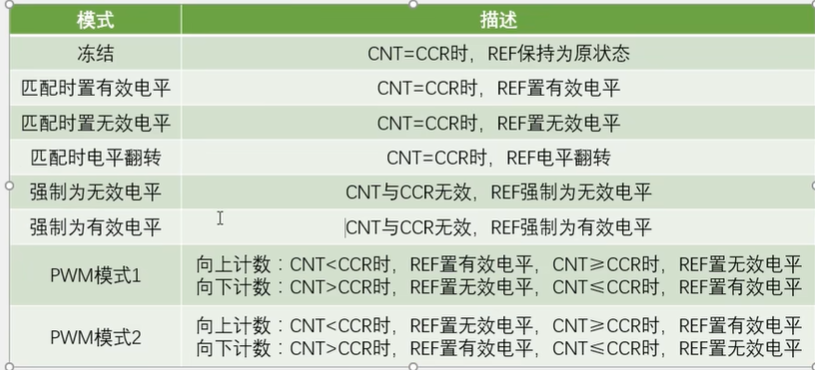 模式 描述
冻结 CNT=CCR时，REF保持为原状态
匹配时置有效电平 CNT=CCR时，REF置有效电平
匹配时置无效电平 CNT=CCR时，REF置无效电平
匹配时电平翻转 CNT=CCR时，REF电平翻转
强制为无效电平 CNT与CCR无效，REF强制为无效电平
强制为有效电平 CNT与CCR无效，REF强制为有效电平
PWM模式1
向上计数：CNT<CCR时，REF置有效电平，CNT≥CCR时，REF置无效电平
向下计数：CNT>CCR时，REF置无效电平，CNT≤CCR时，REF置有效电平
PWM模式2
向上计数：CNT<CCR时，REF置无效电平，CNT≥CCR时，REF置有效电平
向下计数：CNT>CCR时，REF置有效电平，CNT≤CCR时，REF置无效电平